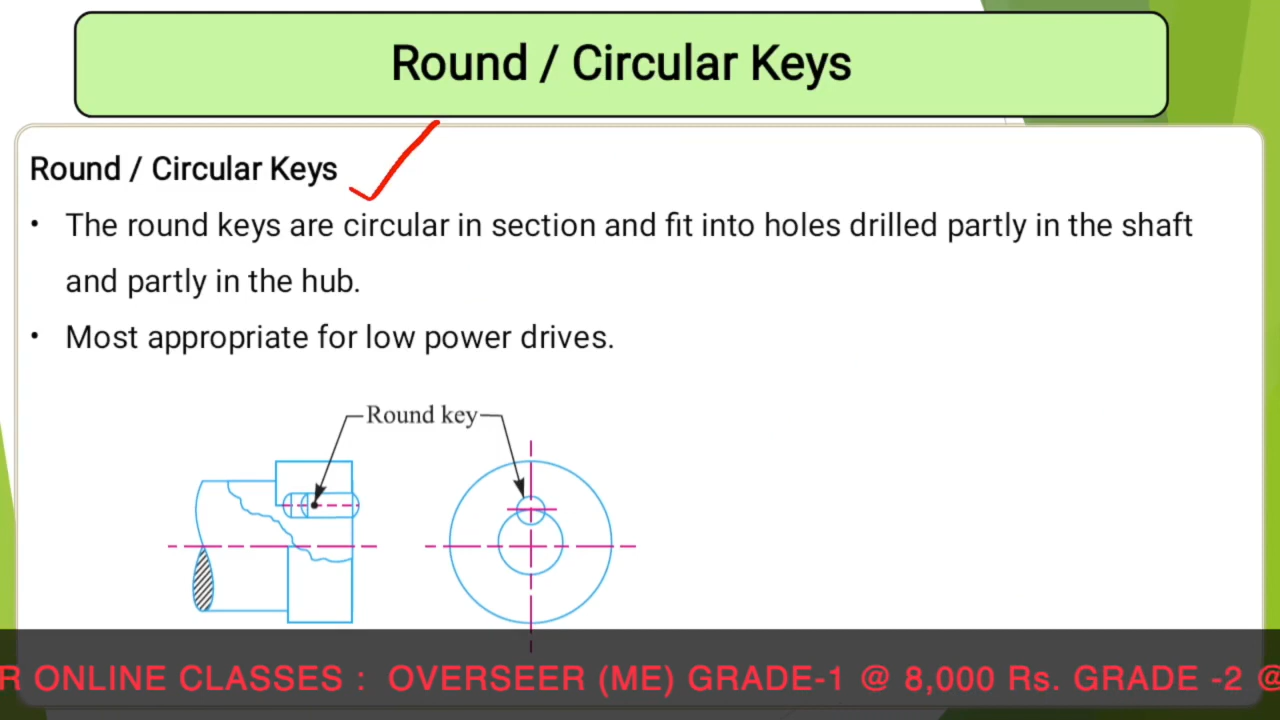 Round / Circular Keys
Round / Circular Keys
• The round keys are circular in section and fit into holes drilled partly in the shaft
and partly in the hub.
• Most appropriate for low power drives.
Round key
R ONLINE CLASSES : OVERSEER (ME) GRADE-1 @ 8,000 Rs. GRADE -2 @